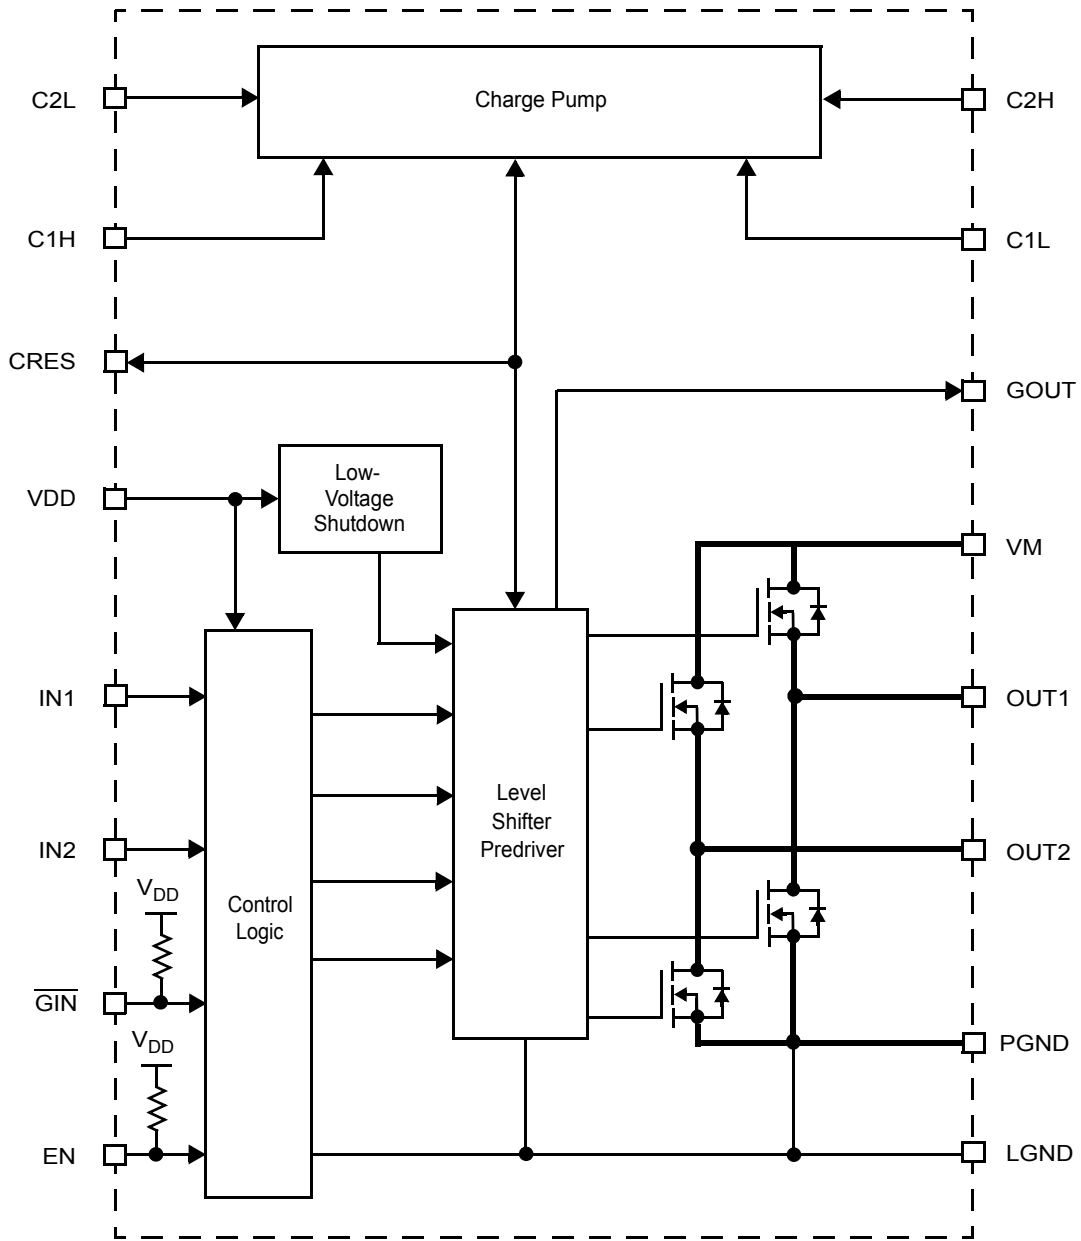 C2L
Charge Pump
C2H
C1H
C1L
CRES
GOUT
Low-
Voltage
Shutdown
VDD
VM
IN1
OUT1
Level
Shifter
Predriver
IN2
OUT2
VDD
Control
Logic
GIN
VDD
PGND
EN
LGND